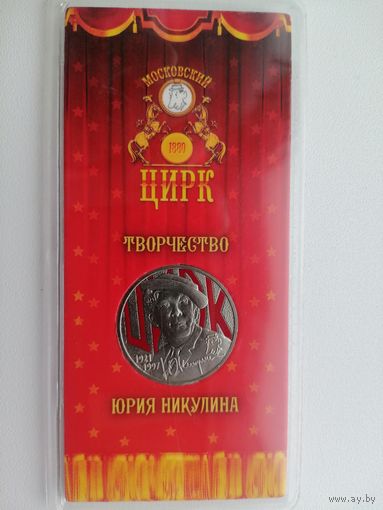 МОСКОВСКИЙ
1880
ЦИРК
ТВОРЧЕСТВО
ЦИРК
1921
1997
ЮРИЯ НИКУЛИНА
www.ay.by